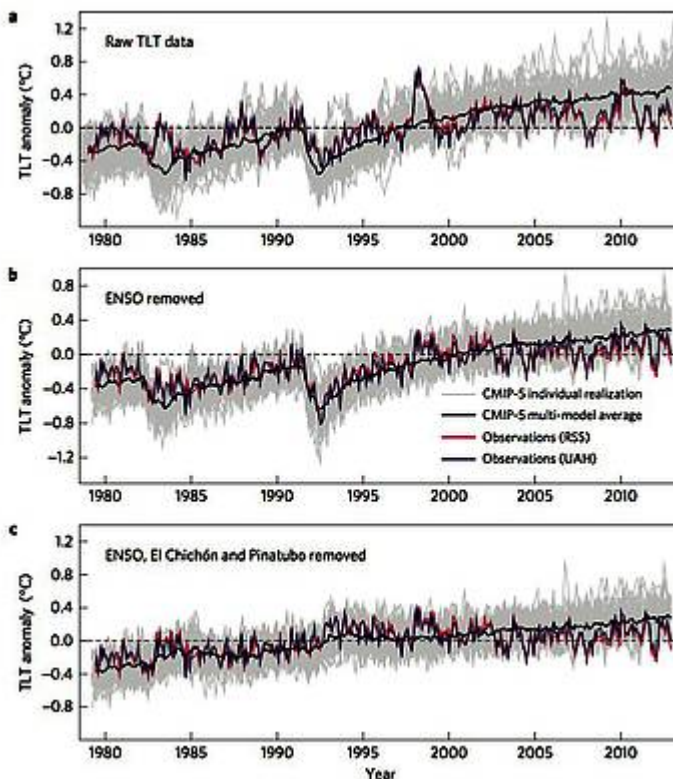 a
Raw TLT data
TLT anomaly (°C)
1.2
0.8
0.4
0.0
−0.4
−0.8
1980 1985 1990 1995 2000 2005 2010
b
ENSO removed
TLT anomaly (°C)
0.8
0.4
0.0
−0.4
−0.8
−1.2
CMIP-5 individual realization
CMIP-5 multi-model average
Observations (RSS)
Observations (UAH)
1980 1985 1990 1995 2000 2005 2010
c
ENSO, El Chichón and Pinatubo removed
TLT anomaly (°C)
1.2
0.8
0.4
0.0
−0.4
−0.8
1980 1985 1990 1995 2000 2005 2010
Year